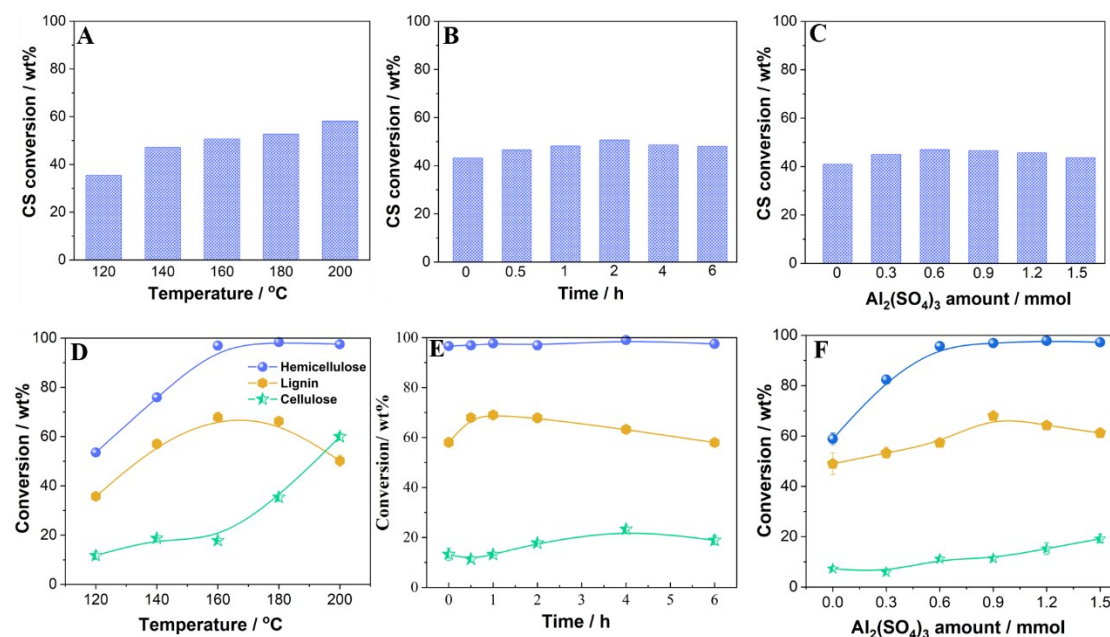 A
CS conversion / wt%
100
80
60
40
20
0
120 140 160 180 200
Temperature / °C
B
CS conversion / wt%
100
80
60
40
20
0
0 0.5 1 2 4 6
Time / h
C
CS conversion / wt%
100
80
60
40
20
0
0 0.3 0.6 0.9 1.2 1.5
Al₂(SO₄)₃ amount / mmol
D
Conversion / wt%
100
80
60
40
20
0
Hemicellulose
Lignin
Cellulose
120 140 160 180 200
Temperature / °C
E
Conversion/ wt%
100
80
60
40
20
0
0 1 2 3 4 5 6
Time / h
F
Conversion / wt%
100
80
60
40
20
0
0.0 0.3 0.6 0.9 1.2 1.5
Al₂(SO₄)₃ amount / mmol